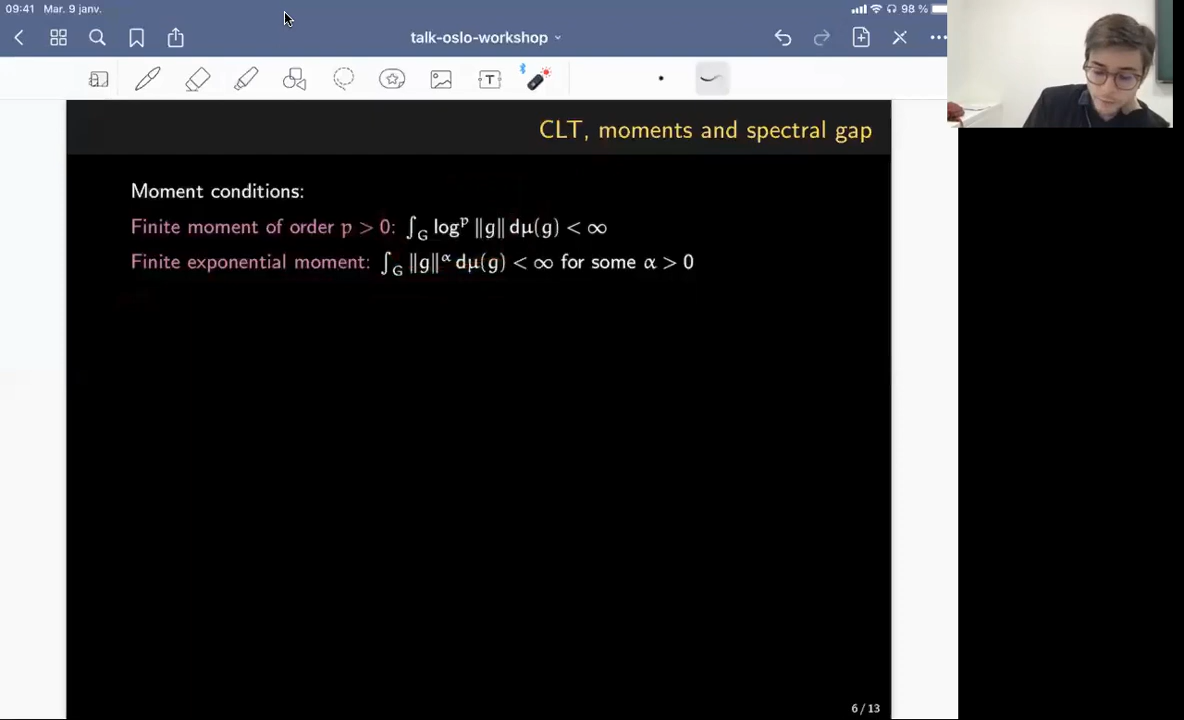 09:41 Mar. 9 janv.
98 %
talk-oslo-workshop
T
CLT, moments and spectral gap
Moment conditions:
Finite moment of order p > 0: ∫_G log^p ‖g‖ dμ(g) < ∞
Finite exponential moment: ∫_G ‖g‖^α dμ(g) < ∞ for some α > 0
6 / 13